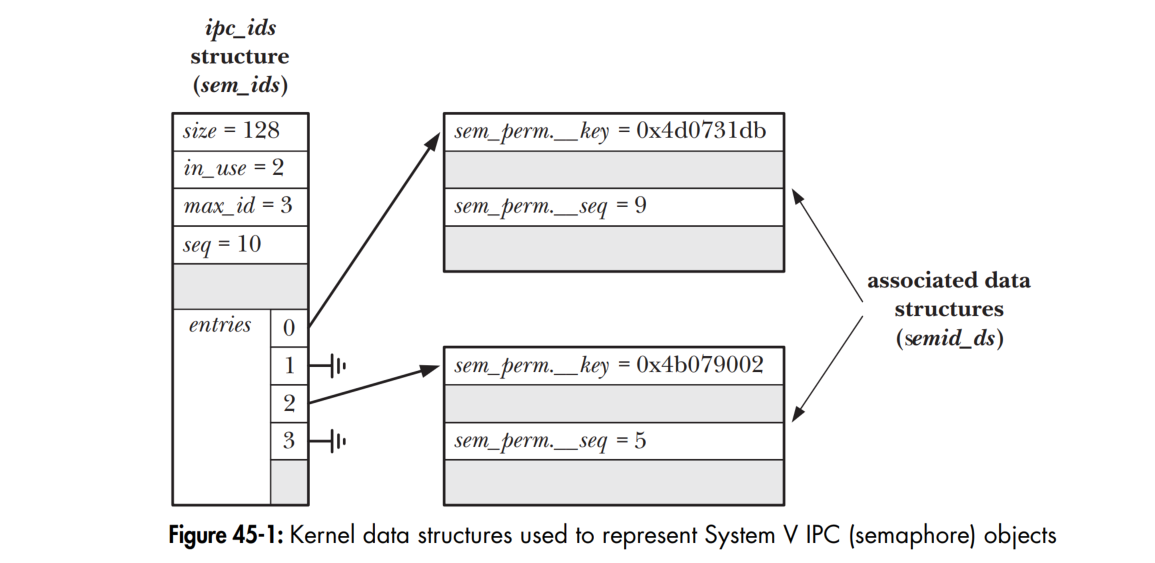 ipc_ids
structure
(sem_ids)
size = 128
in_use = 2
max_id = 3
seq = 10
entries
0
1
2
3
sem_perm.__key = 0x4d0731db
sem_perm.__seq = 9
sem_perm.__key = 0x4b079002
sem_perm.__seq = 5
associated data
structures
(semid_ds)
Figure 45-1: Kernel data structures used to represent System V IPC (semaphore) objects